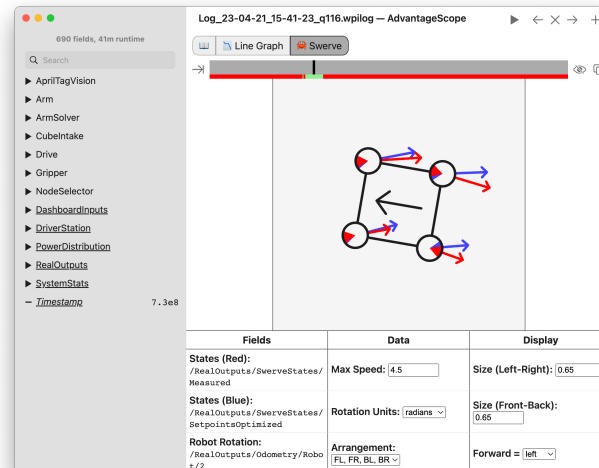 Log_23-04-21_15-41-23_q116.wpilog — AdvantageScope
690 fields, 41m runtime
Search
AprilTagVision
Arm
ArmSolver
CubeIntake
Drive
Gripper
NodeSelector
DashboardInputs
DriverStation
PowerDistribution
RealOutputs
SystemStats
Timestamp 7.3e8
📖 📉 Line Graph 🦀 Swerve
Fields Data Display
States (Red):
/RealOutputs/SwerveStates/
Measured
Max Speed: 4.5
Size (Left-Right): 0.65
States (Blue):
/RealOutputs/SwerveStates/
SetpointsOptimized
Rotation Units: radians
Size (Front-Back):
0.65
Robot Rotation:
/RealOutputs/Odometry/Robo
t/2
Arrangement:
FL, FR, BL, BR
Forward = left